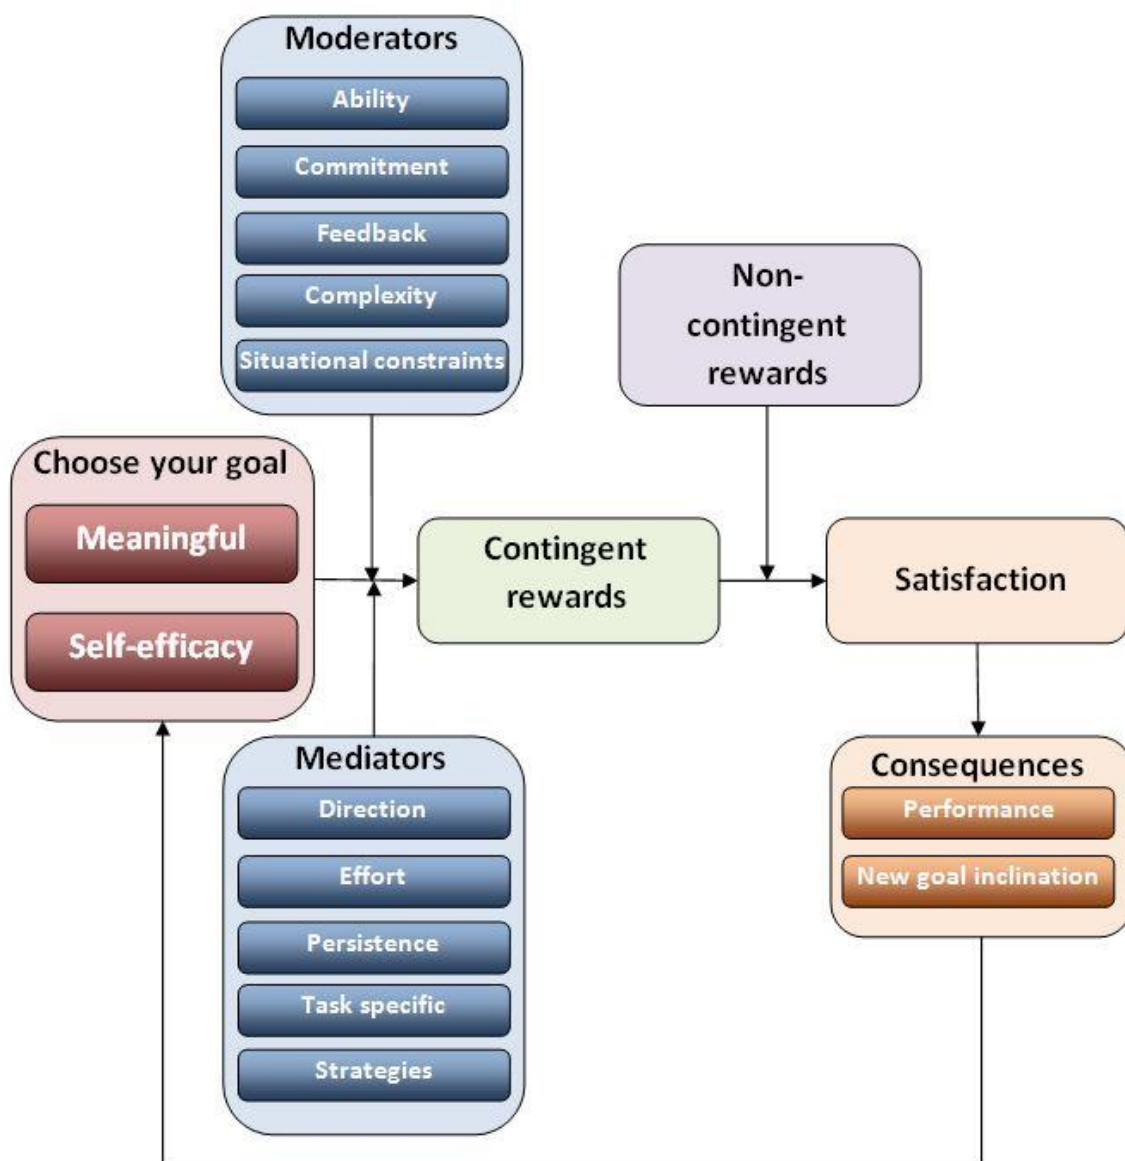 Moderators
Ability
Commitment
Feedback
Complexity
Situational constraints
Non-
contingent
rewards
Choose your goal
Meaningful
Self-efficacy
Contingent
rewards
Satisfaction
Mediators
Direction
Effort
Persistence
Task specific
Strategies
Consequences
Performance
New goal inclination